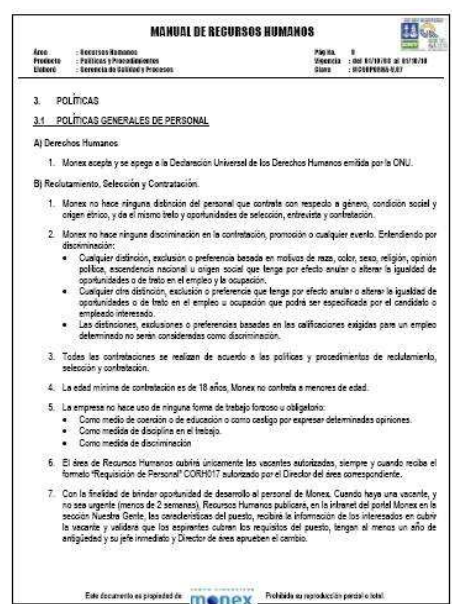 MANUAL DE RECURSOS HUMANOS
Área : Recursos Humanos
Producto : Políticas y Procedimientos
Elaboró : Gerencia de Calidad y Procesos
Página.
Vigencia
Clave
3. POLÍTICAS
3.1 POLÍTICAS GENERALES DE PERSONAL
A) Derechos Humanos
1. Monex acepta y se apega a la Declaración Universal de los Derechos Humanos emitida por la ONU.
B) Reclutamiento, Selección y Contratación.
1. Monex no hace ninguna distinción del personal que contrata con respecto a género, condición social y
origen étnico, y da el mismo trato y oportunidades de selección, entrevista y contratación.
2. Monex no hace ninguna discriminación en la contratación, promoción o cualquier evento. Entendiendo por
discriminación:
• Cualquier distinción, exclusión o preferencia basada en motivos de raza, color, sexo, religión, opinión
política, ascendencia nacional u origen social que tenga por efecto anular o alterar la igualdad de
oportunidades o de trato en el empleo y la ocupación.
• Cualquier otra distinción, exclusión o preferencia que tenga por efecto anular o alterar la igualdad de
oportunidades o de trato en el empleo u ocupación que podrá ser especificada por el candidato o
empleado interesado.
• Las distinciones, exclusiones o preferencias basadas en las calificaciones exigidas para un empleo
determinado no serán consideradas como discriminación.
3. Todas las contrataciones se realizan de acuerdo a las políticas y procedimientos de reclutamiento,
selección y contratación.
4. La edad mínima de contratación es de 18 años, Monex no contrata a menores de edad.
5. La empresa no hace uso de ninguna forma de trabajo forzoso u obligatorio:
• Como medio de coerción o de educación o como castigo por expresar determinadas opiniones.
• Como medida de disciplina en el trabajo.
• Como medida de discriminación
6. El área de Recursos Humanos cubrirá únicamente las vacantes autorizadas, siempre y cuando reciba el
formato "Requisición de Personal" CORH017 autorizado por el Director del área correspondiente.
7. Con la finalidad de brindar oportunidad de desarrollo al personal de Monex. Cuando haya una vacante, y
no sea urgente (menos de 2 semanas), Recursos Humanos publicará, en la intranet del portal Monex en la
sección Nuestra Gente, las características del puesto, recibirá la información de los interesados en cubrir
la vacante y validará que los aspirantes cubran los requisitos del puesto, tengan al menos un año de
antigüedad y su jefe inmediato y Director de área aprueben el cambio.
Este documento es propiedad de monex Prohibida su reproducción parcial o total.